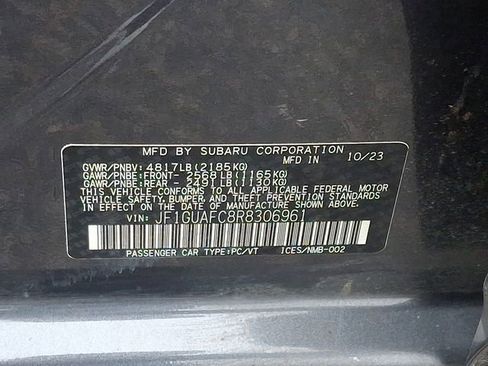 MFD BY SUBARU CORPORATION
MFD. IN 10/23
GVWR/PNBV: 4817LB(2185KG)
GAWR/PNBE:FRONT- 2568LB(1165KG)
GAWR/PNBE:REAR - 2491LB(1130KG)
THIS VEHICLE CONFORMS TO ALL APPLICABLE FEDERAL MOTOR
VEHICLE SAFETY, BUMPER, AND THEFT PREVENTION STANDARDS
IN EFFECT ON THE DATE OF MANUFACTURE SHOWN ABOVE.
VIN: JF1GUAFC8R8306961
PASSENGER CAR TYPE:PC/VT ICES/NMB-002